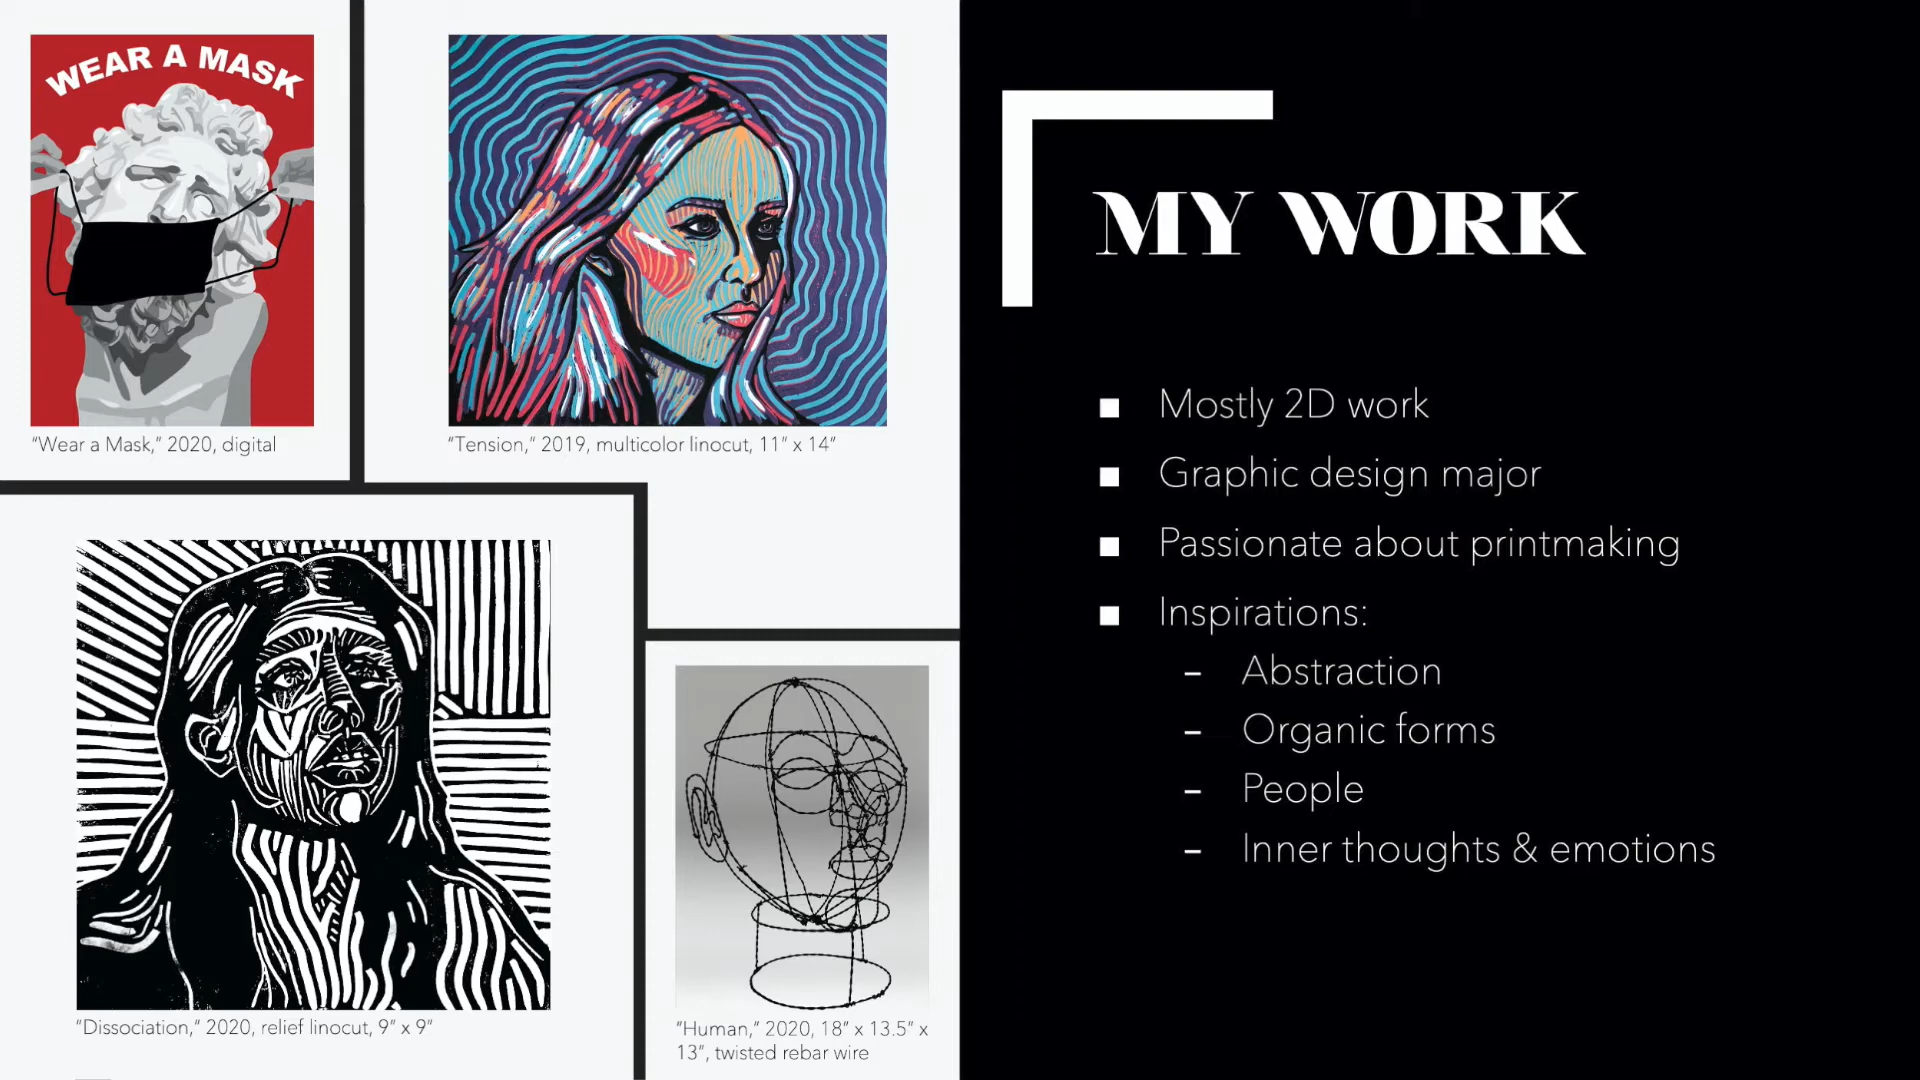 WEAR A MASK
“Wear a Mask,” 2020, digital
“Tension,” 2019, multicolor linocut, 11” x 14”
“Dissociation,” 2020, relief linocut, 9” x 9”
“Human,” 2020, 18” x 13.5” x
13”, twisted rebar wire
MY WORK
■ Mostly 2D work
■ Graphic design major
■ Passionate about printmaking
■ Inspirations:
– Abstraction
– Organic forms
– People
– Inner thoughts & emotions